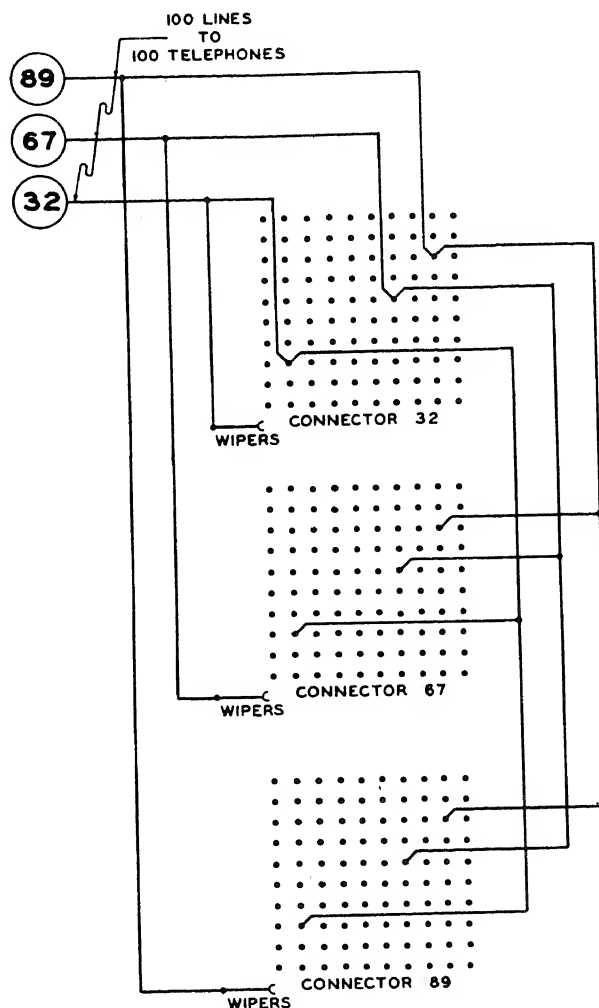 100 LINES
TO
100 TELEPHONES
89
67
32
CONNECTOR 32
WIPERS
CONNECTOR 67
WIPERS
CONNECTOR 89
WIPERS